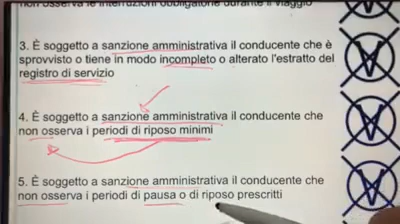 non osserva le interruzioni obbligatorie durante il viaggio
3. È soggetto a sanzione amministrativa il conducente che è
sprovvisto o tiene in modo incompleto o alterato l'estratto del
registro di servizio
4. È soggetto a sanzione amministrativa il conducente che
non osserva i periodi di riposo minimi
5. È soggetto a sanzione amministrativa il conducente che
non osserva i periodi di pausa o di riposo prescritti
V
V
V
V